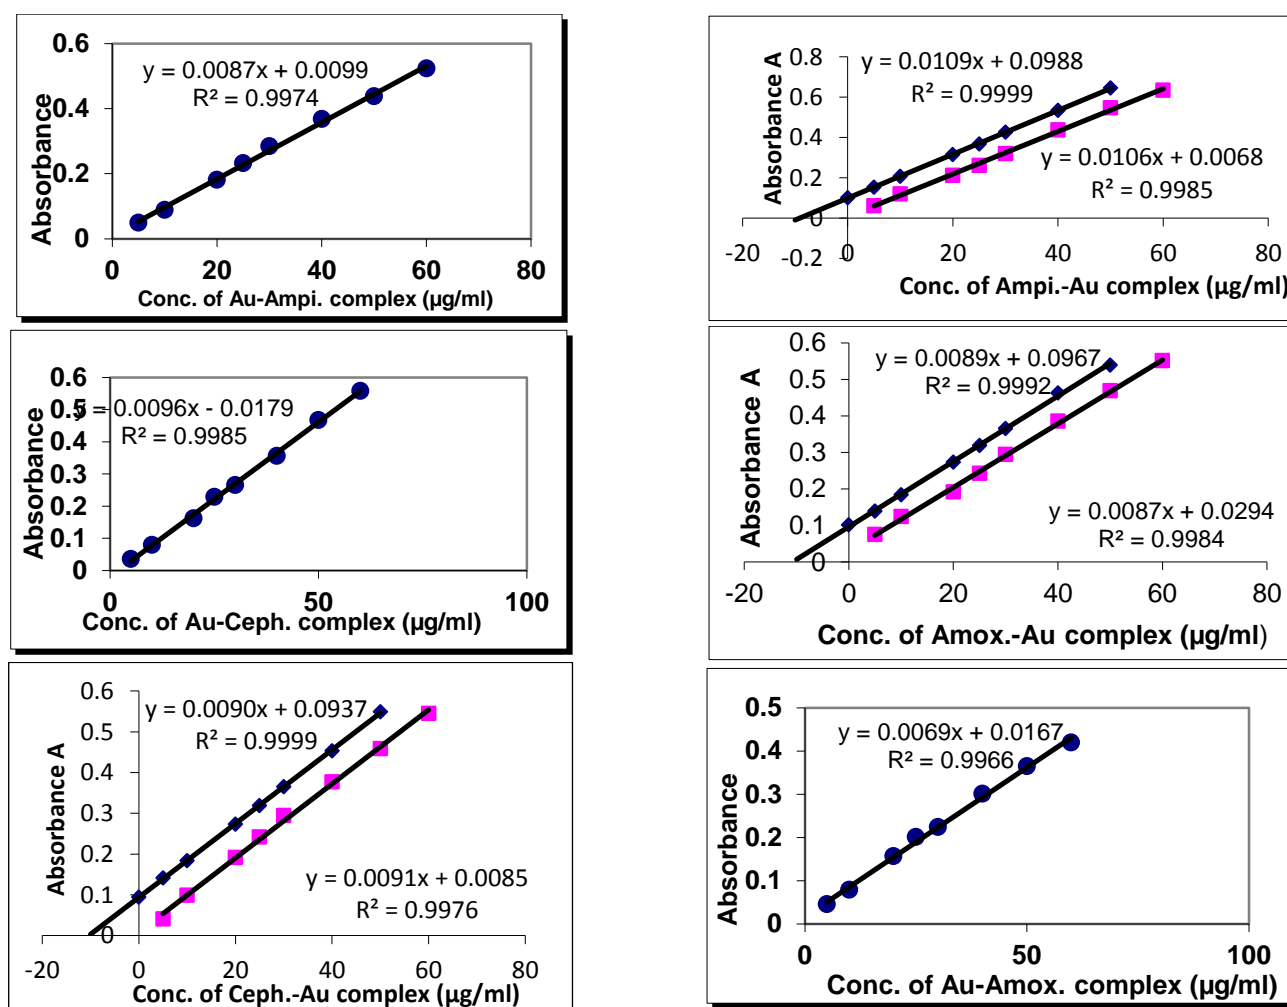 0.6
0.4
0.2
0
0
20
40
60
80
Absorbance
y = 0.0087x + 0.0099
R² = 0.9974
Conc. of Au-Ampi. complex (µg/ml)
0.8
0.6
0.4
0.2
0
-0.2
-20
0
20
40
60
80
Absorbance A
y = 0.0109x + 0.0988
R² = 0.9999
y = 0.0106x + 0.0068
R² = 0.9985
Conc. of Ampi.-Au complex (µg/ml)
0.6
0.5
0.4
0.3
0.2
0.1
0
0
50
100
Absorbance
y = 0.0096x - 0.0179
R² = 0.9985
Conc. of Au-Ceph. complex (µg/ml)
0.6
0.5
0.4
0.3
0.2
0.1
0
-20
0
20
40
60
80
Absorbance A
y = 0.0089x + 0.0967
R² = 0.9992
y = 0.0087x + 0.0294
R² = 0.9984
Conc. of Amox.-Au complex (µg/ml)
0.6
0.5
0.4
0.3
0.2
0.1
0
-20
0
20
40
60
80
Absorbance A
y = 0.0090x + 0.0937
R² = 0.9999
y = 0.0091x + 0.0085
R² = 0.9976
Conc. of Ceph.-Au complex (µg/ml)
0.5
0.4
0.3
0.2
0.1
0
0
50
100
Absorbance
y = 0.0069x + 0.0167
R² = 0.9966
Conc. of Au-Amox. complex (µg/ml)